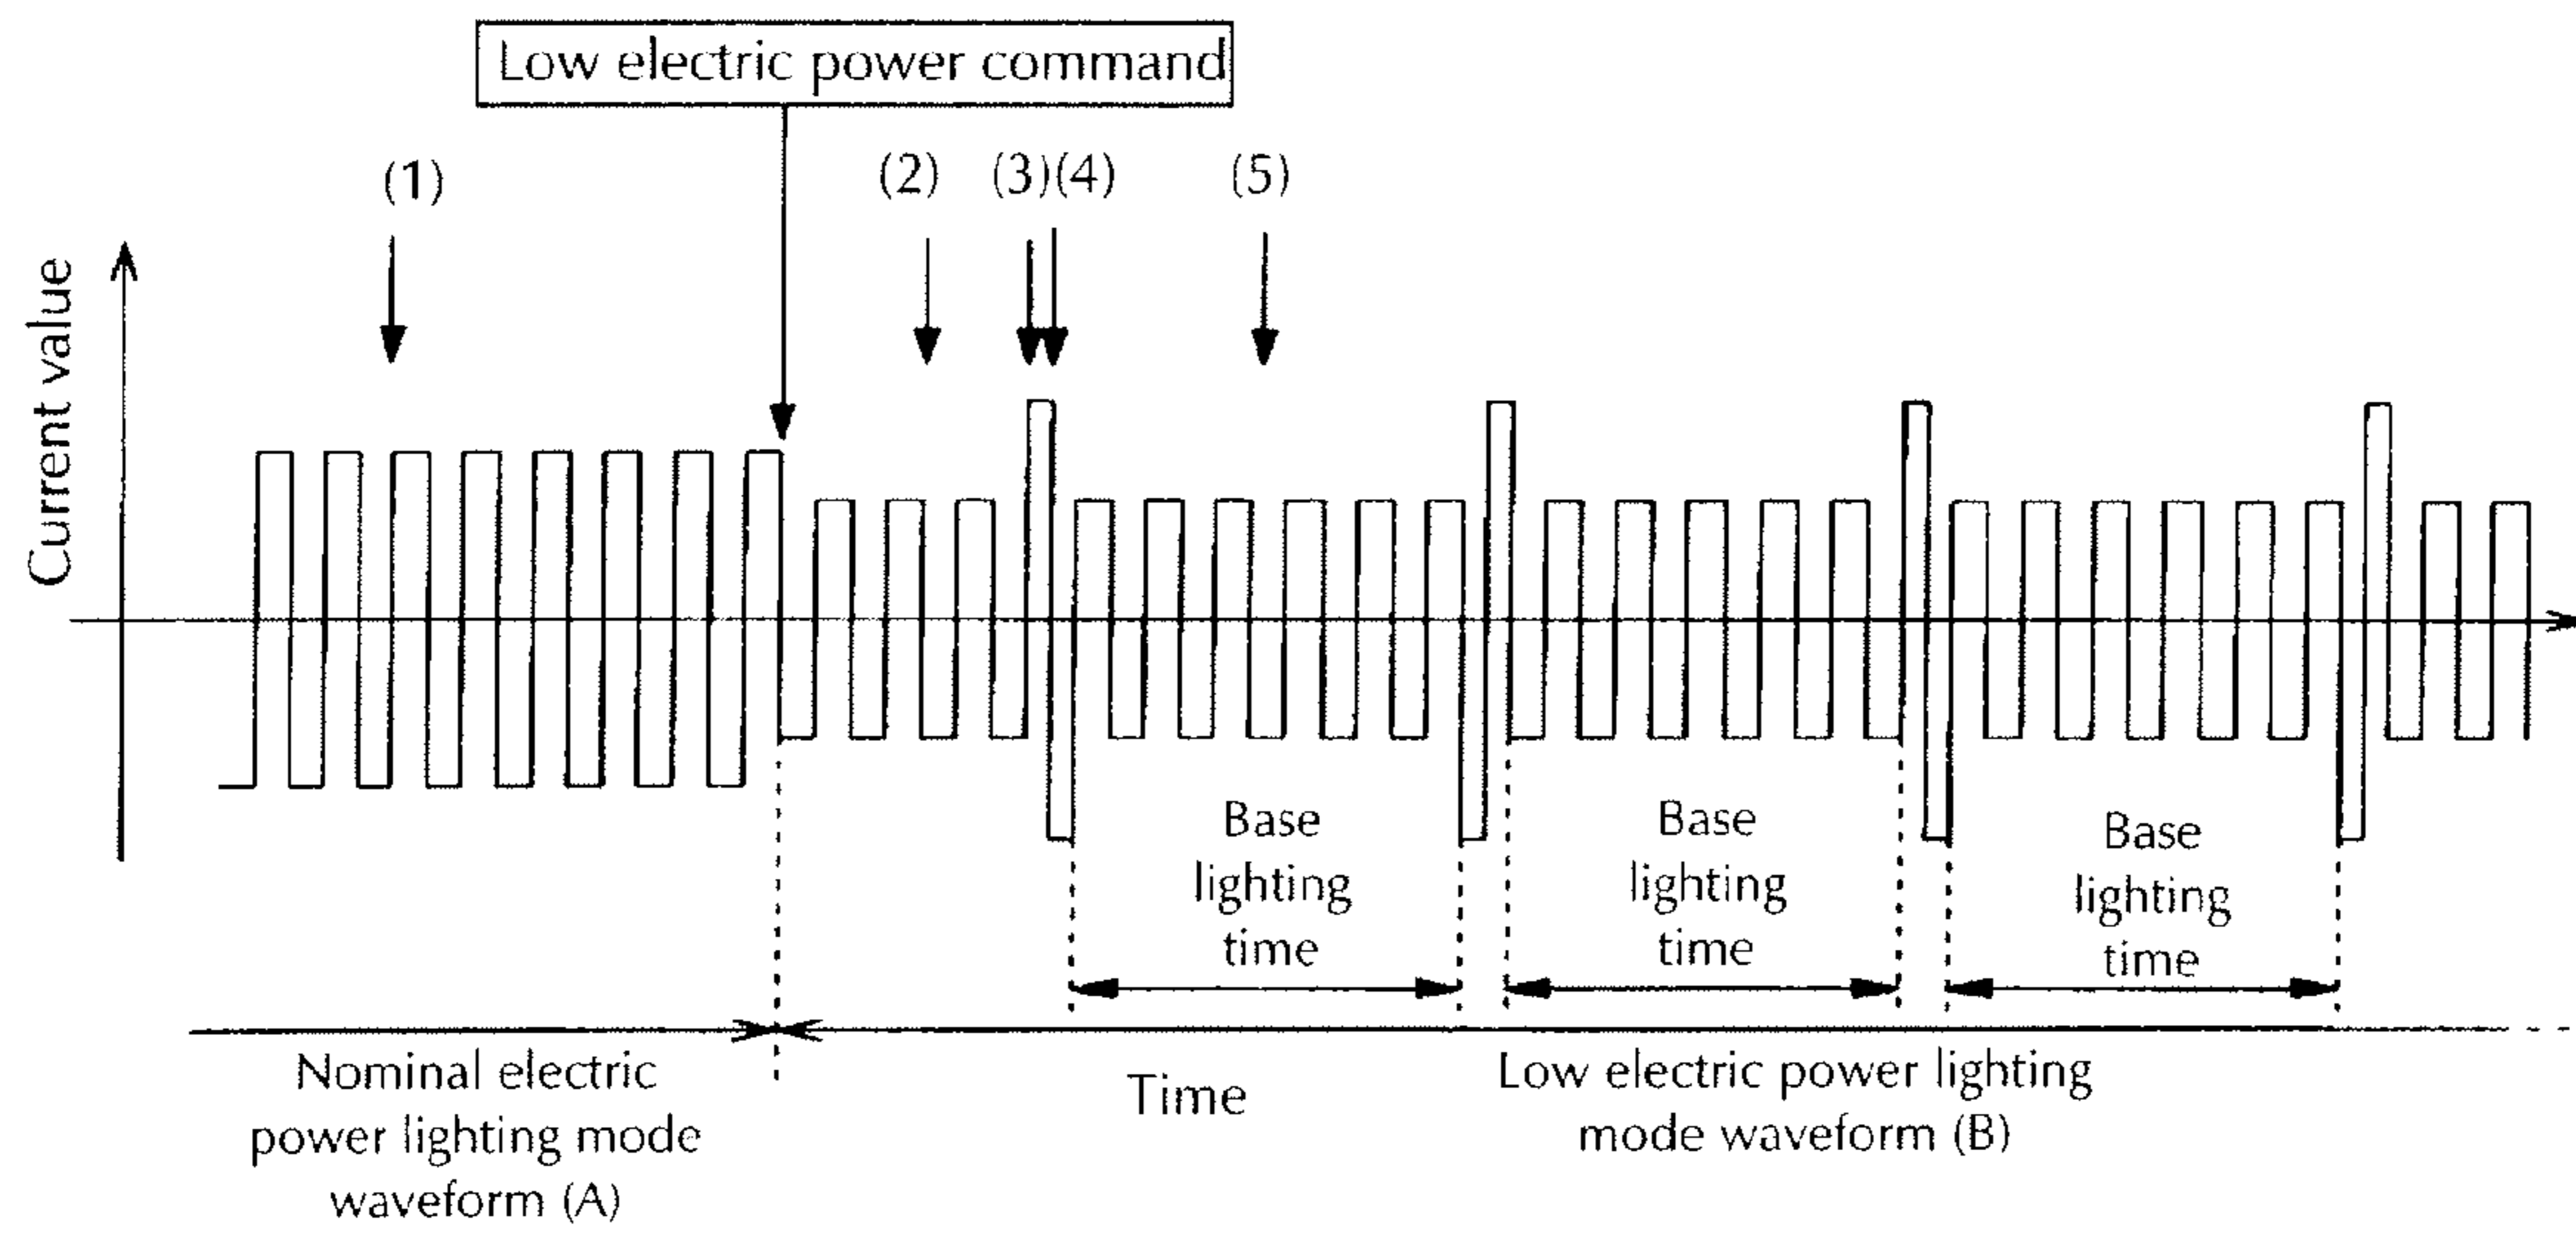 Low electric power command
(1)
(2)
(3)(4)
(5)
Current value
Base
lighting
time
Base
lighting
time
Base
lighting
time
Nominal electric
power lighting mode
waveform (A)
Time
Low electric power lighting
mode waveform (B)